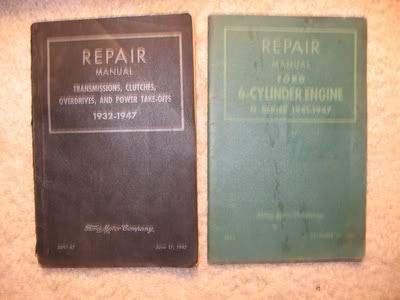 REPAIR
MANUAL
TRANSMISSIONS, CLUTCHES,
OVERDRIVES, AND POWER TAKE-OFFS
1932-1947
Ford Motor Company
REPAIR
MANUAL
FORD
6-CYLINDER ENGINE
G SERIES 1941-1947